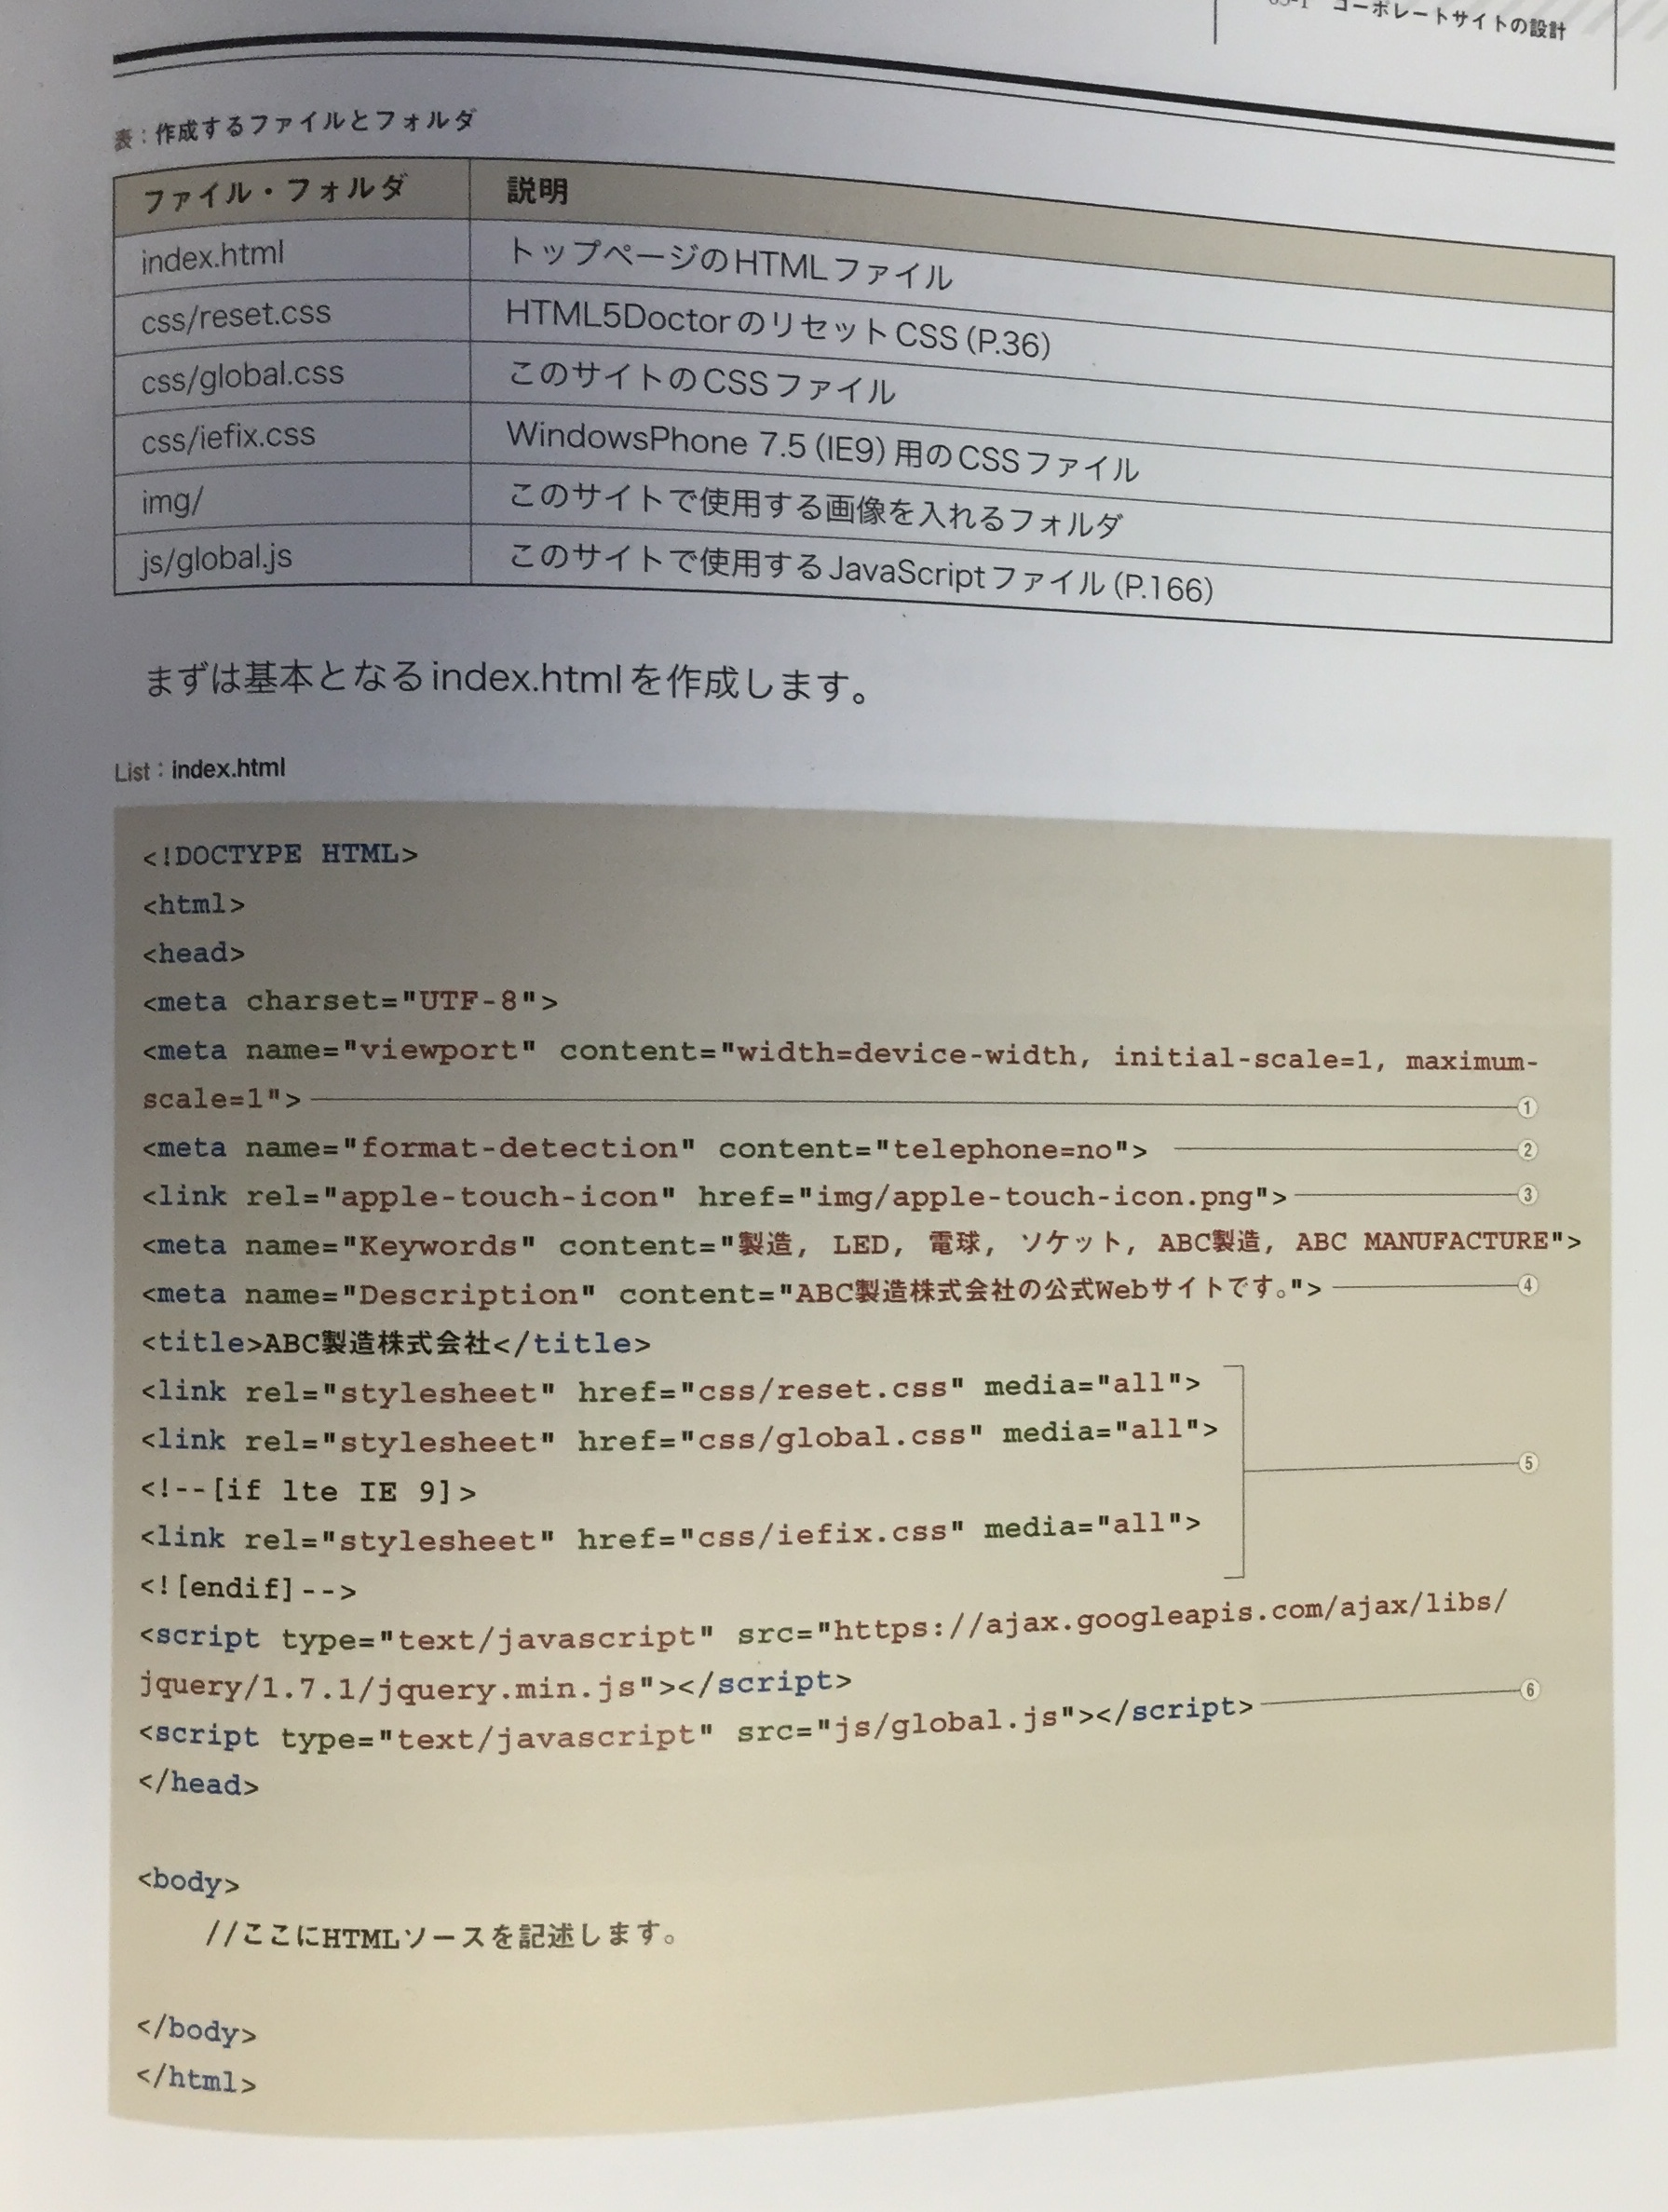 コーポレートサイトの設計
表：作成するファイルとフォルダ
ファイル・フォルダ 説明
index.html トップページのHTMLファイル
css/reset.css HTML5DoctorのリセットCSS (P.36)
css/global.css このサイトのCSSファイル
css/iefix.css WindowsPhone 7.5 (IE9) 用のCSSファイル
img/ このサイトで使用する画像を入れるフォルダ
js/global.js このサイトで使用するJavaScriptファイル (P.166)
まずは基本となるindex.htmlを作成します。
List：index.html
<!DOCTYPE HTML>
<html>
<head>
<meta charset="UTF-8">
<meta name="viewport" content="width=device-width, initial-scale=1, maximum-
scale=1"> ①
<meta name="format-detection" content="telephone=no"> ②
<link rel="apple-touch-icon" href="img/apple-touch-icon.png"> ③
<meta name="Keywords" content="製造, LED, 電球, ソケット, ABC製造, ABC MANUFACTURE">
<meta name="Description" content="ABC製造株式会社の公式Webサイトです。"> ④
<title>ABC製造株式会社</title>
<link rel="stylesheet" href="css/reset.css" media="all">
<link rel="stylesheet" href="css/global.css" media="all">
<!--[if lte IE 9]> ⑤
<link rel="stylesheet" href="css/iefix.css" media="all">
<![endif]-->
<script type="text/javascript" src="https://ajax.googleapis.com/ajax/libs/
jquery/1.7.1/jquery.min.js"></script>
<script type="text/javascript" src="js/global.js"></script> ⑥
</head>
<body>
//ここにHTMLソースを記述します。
</body>
</html>